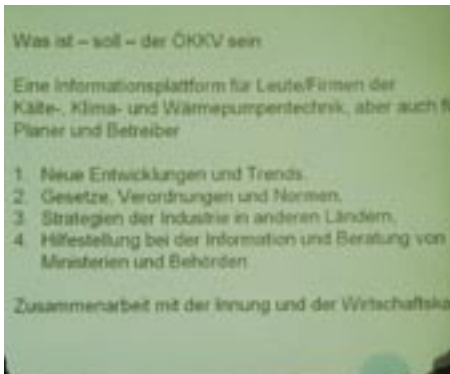 Was ist – soll – der ÖKKV sein
Eine Informationsplattform für Leute/Firmen der
Kälte-, Klima- und Wärmepumpentechnik, aber auch f
Planer und Betreiber
1. Neue Entwicklungen und Trends.
2. Gesetze, Verordnungen und Normen.
3. Strategien der Industrie in anderen Ländern.
4. Hilfestellung bei der Information und Beratung von
Ministerien und Behörden
Zusammenarbeit mit der Innung und der Wirtschaftska